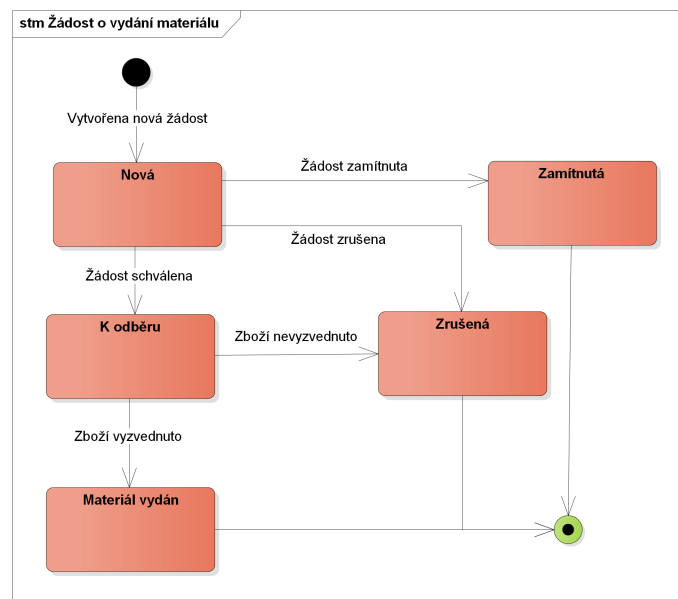 stm Žádost o vydání materiálu
Vytvořena nová žádost
Nová
Žádost zamítnuta
Zamítnutá
Žádost zrušena
Žádost schválena
K odběru
Zboží nevyzvednuto
Zrušená
Zboží vyzvednuto
Materiál vydán